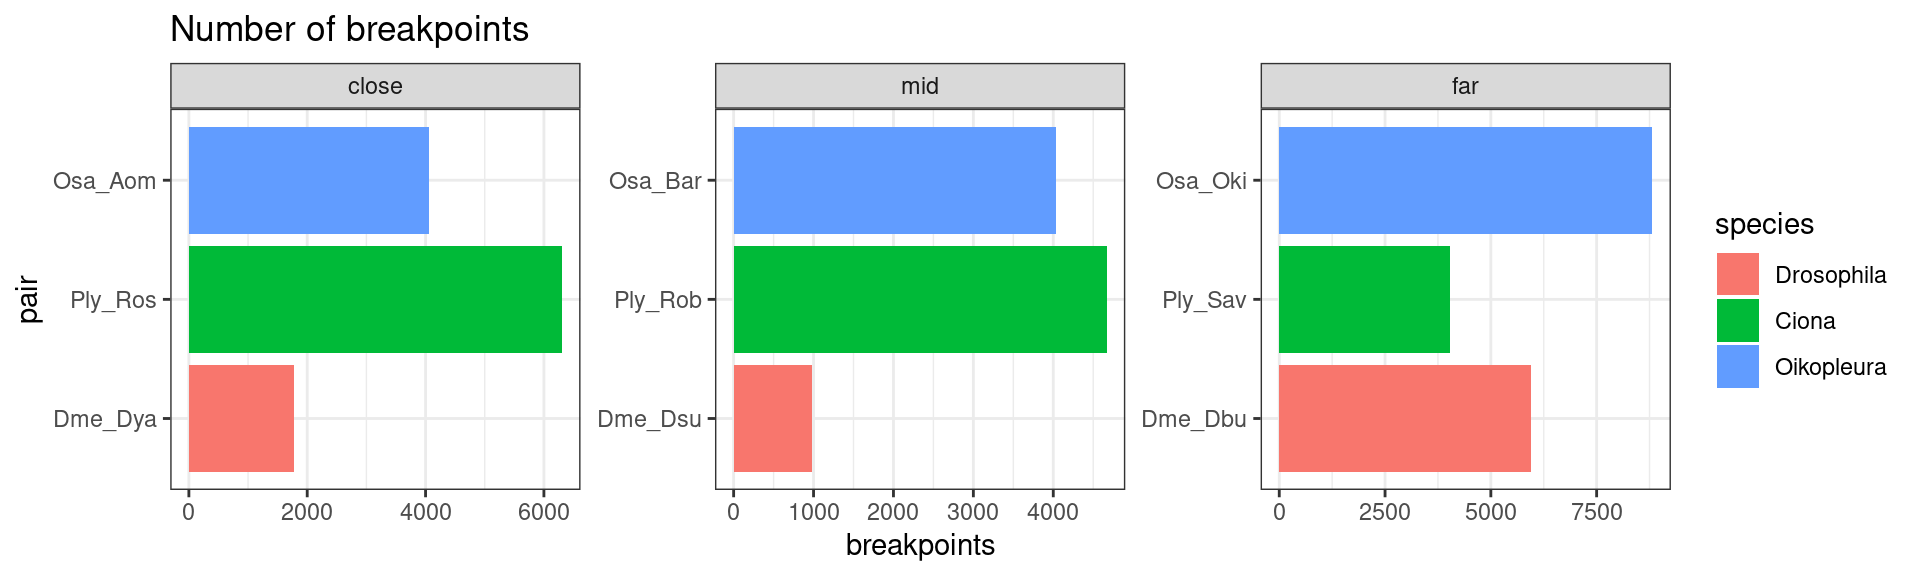 Number of breakpoints
close
mid
far
pair
Osa_Aom
Ply_Ros
Dme_Dya
0 2000 4000 6000
Osa_Bar
Ply_Rob
Dme_Dsu
0 1000 2000 3000 4000
Osa_Oki
Ply_Sav
Dme_Dbu
0 2500 5000 7500
breakpoints
species
Drosophila
Ciona
Oikopleura